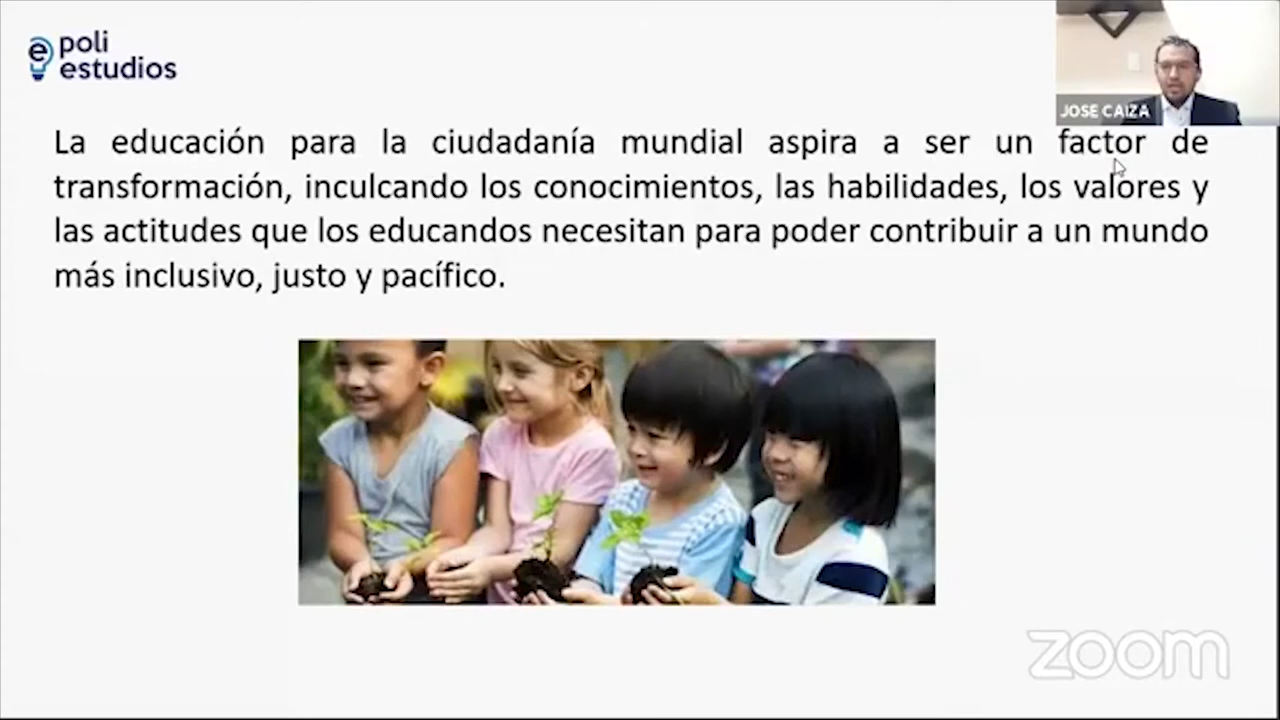 poli
estudios
JOSE CAIZA
La educación para la ciudadanía mundial aspira a ser un factor de
transformación, inculcando los conocimientos, las habilidades, los valores y
las actitudes que los educandos necesitan para poder contribuir a un mundo
más inclusivo, justo y pacífico.
zoom